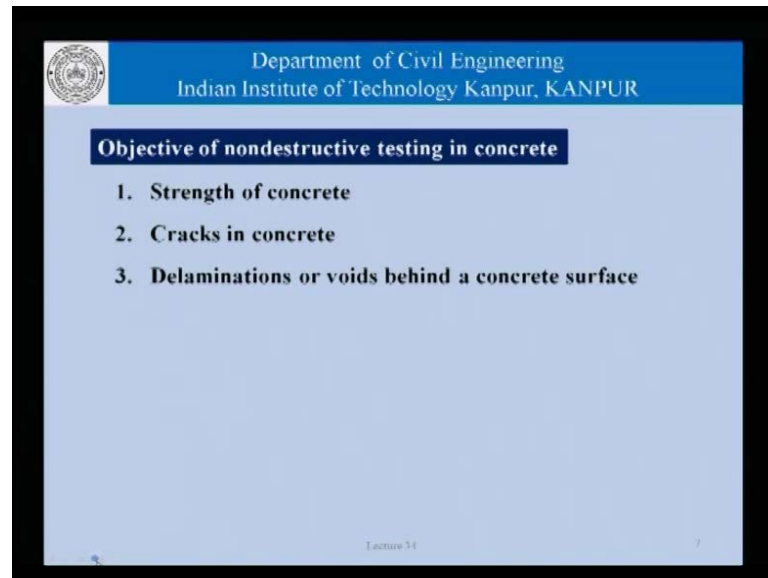 Department of Civil Engineering
Indian Institute of Technology Kanpur, KANPUR
Objective of nondestructive testing in concrete
1. Strength of concrete
2. Cracks in concrete
3. Delaminations or voids behind a concrete surface